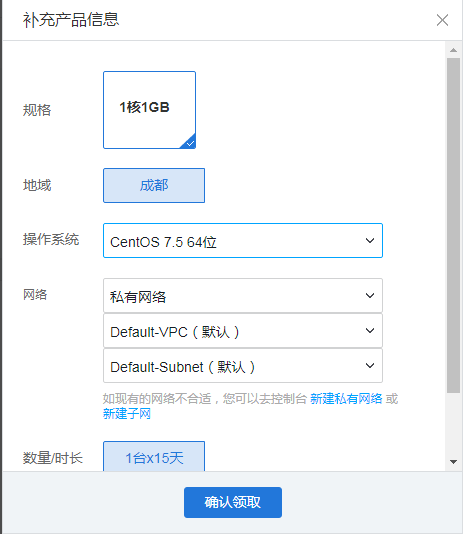 补充产品信息
规格
1核1GB
地域
成都
操作系统
CentOS 7.5 64位
网络
私有网络
Default-VPC（默认）
Default-Subnet（默认）
如现有的网络不合适，您可以去控制台 新建私有网络 或
新建子网
数量/时长
1台x15天
确认领取